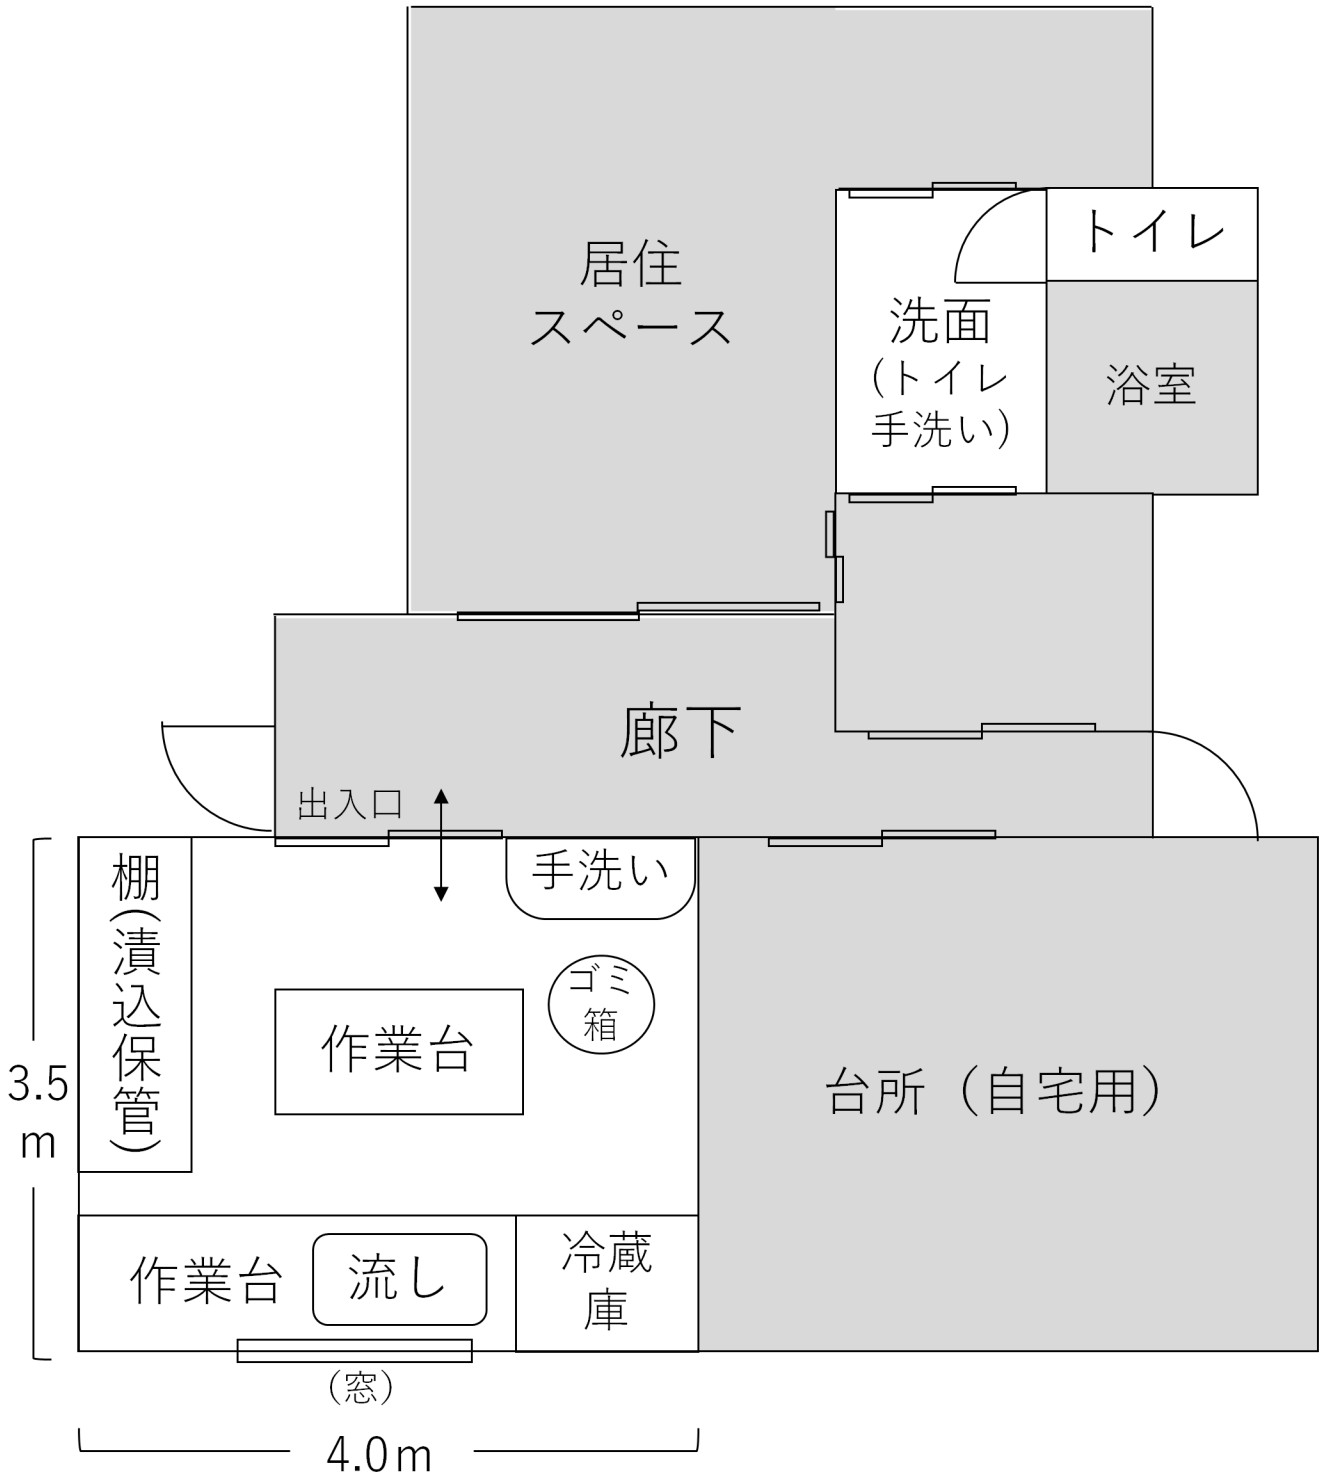 居住
スペース
トイレ
洗面
(トイレ
手洗い)
浴室
廊下
出入口
手洗い
棚(漬込保管)
ゴミ
箱
作業台
台所（自宅用）
3.5
m
作業台
流し
冷蔵
庫
(窓)
4.0m